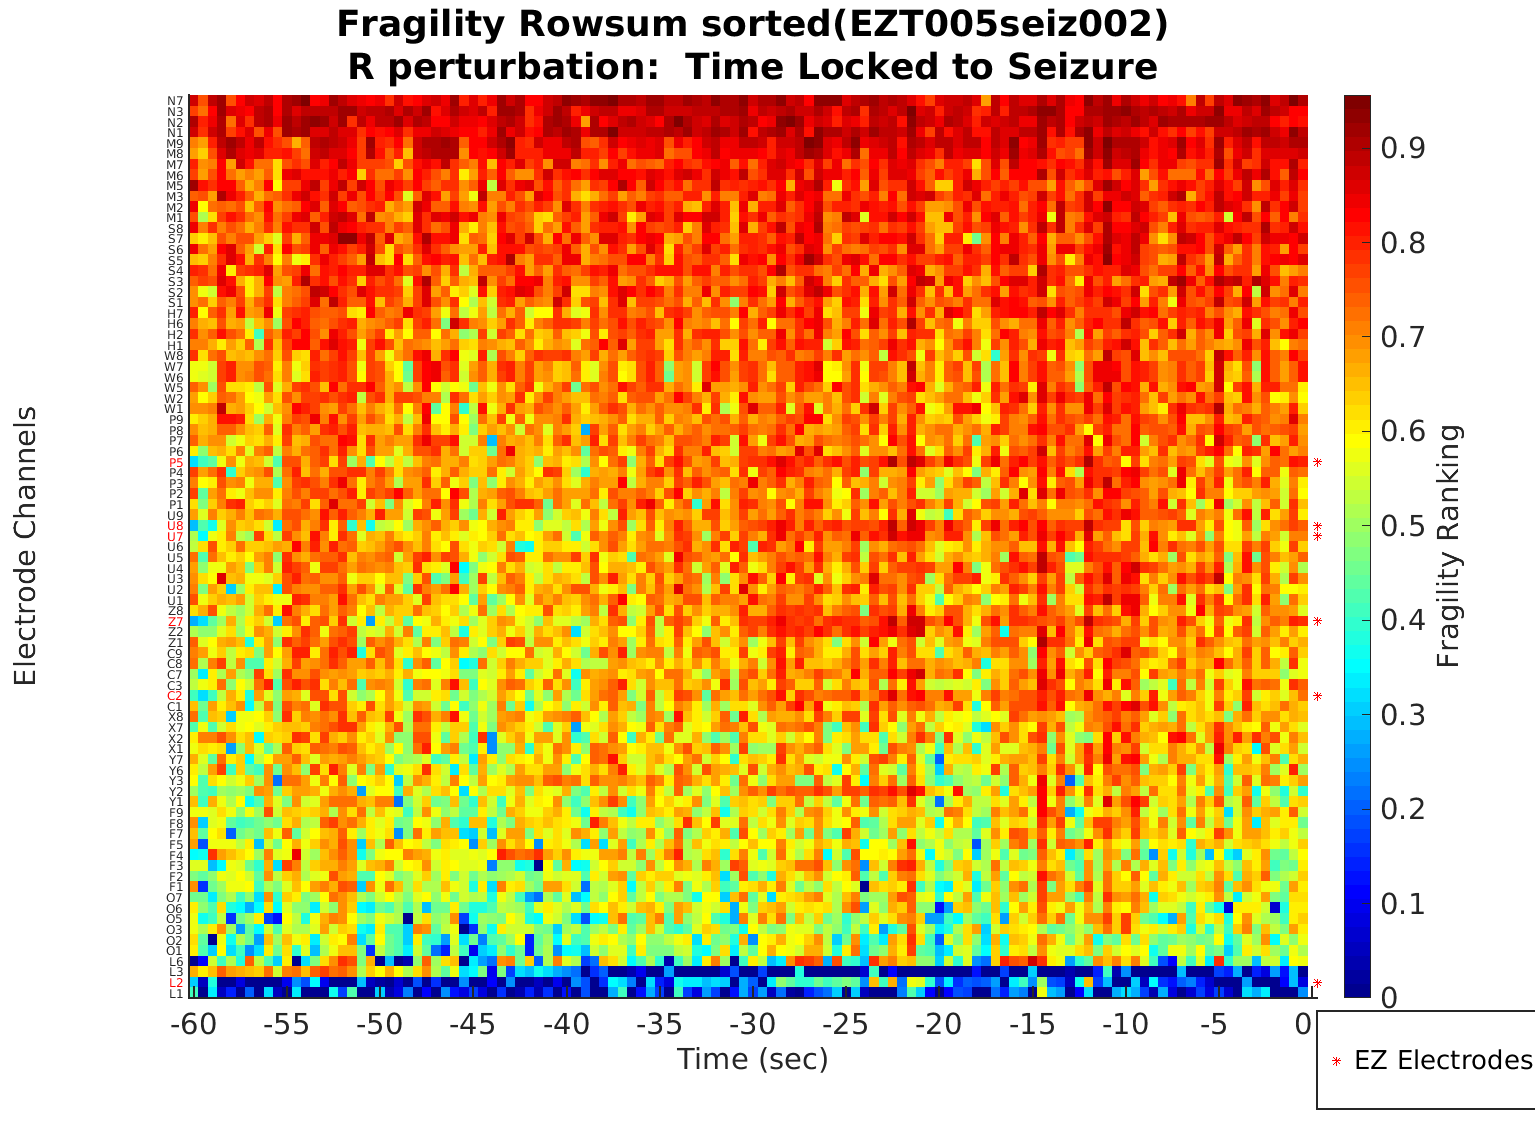 Fragility Rowsum sorted(EZT005seiz002)
R perturbation: Time Locked to Seizure
Electrode Channels
N7
N3
N2
N1
M9
M8
M7
M6
M5
M3
M2
M1
S8
S7
S6
S5
S4
S3
S2
S1
H7
H6
H2
H1
W8
W7
W6
W5
W2
W1
P9
P8
P7
P6
P5
P4
P3
P2
P1
U9
U8
U7
U6
U5
U4
U3
U2
U1
Z8
Z7
Z2
Z1
C9
C8
C7
C3
C2
C1
X8
X7
X2
X1
Y7
Y6
Y3
Y2
Y1
F9
F8
F7
F5
F4
F3
F2
F1
O7
O6
O5
O3
O2
O1
L6
L3
L2
L1
-60 -55 -50 -45 -40 -35 -30 -25 -20 -15 -10 -5 0
Time (sec)
0.9
0.8
0.7
0.6
0.5
0.4
0.3
0.2
0.1
0
Fragility Ranking
EZ Electrodes